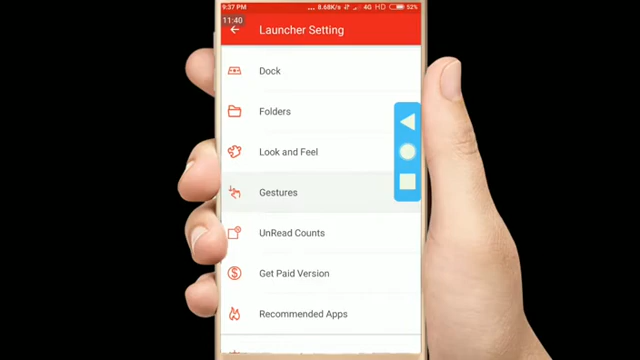 9:37 PM
... 8.68K/s 4G HD 52%
11:40
Launcher Setting
Dock
Folders
Look and Feel
Gestures
UnRead Counts
Get Paid Version
Recommended Apps